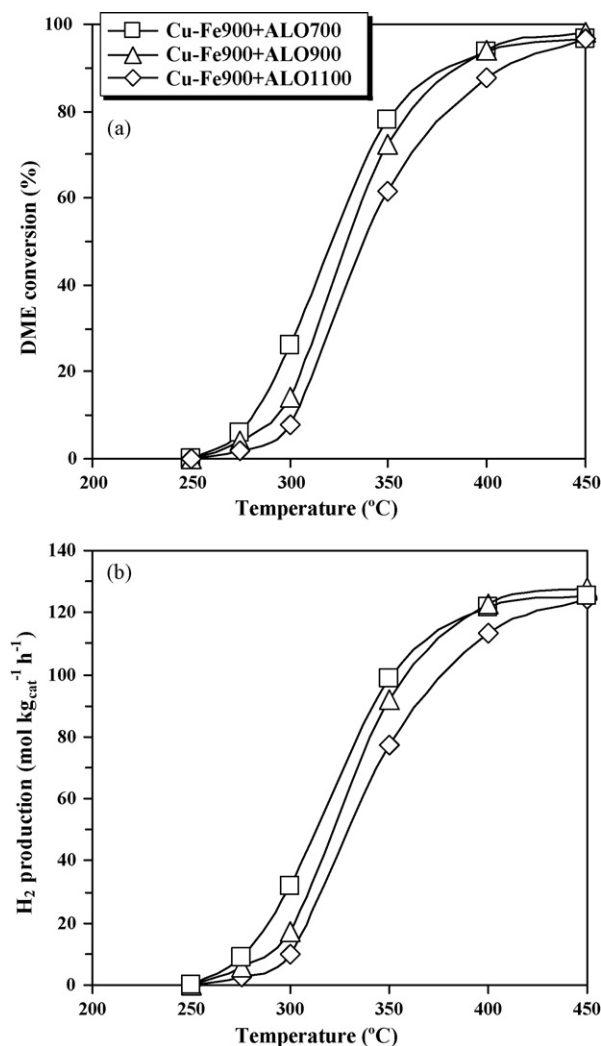 Cu-Fe900+ALO700
Cu-Fe900+ALO900
Cu-Fe900+ALO1100
(a)
DME conversion (%)
100
80
60
40
20
0
200 250 300 350 400 450
Temperature (ºC)
(b)
H₂ production (mol kgcat⁻¹ h⁻¹)
140
120
100
80
60
40
20
0
200 250 300 350 400 450
Temperature (ºC)